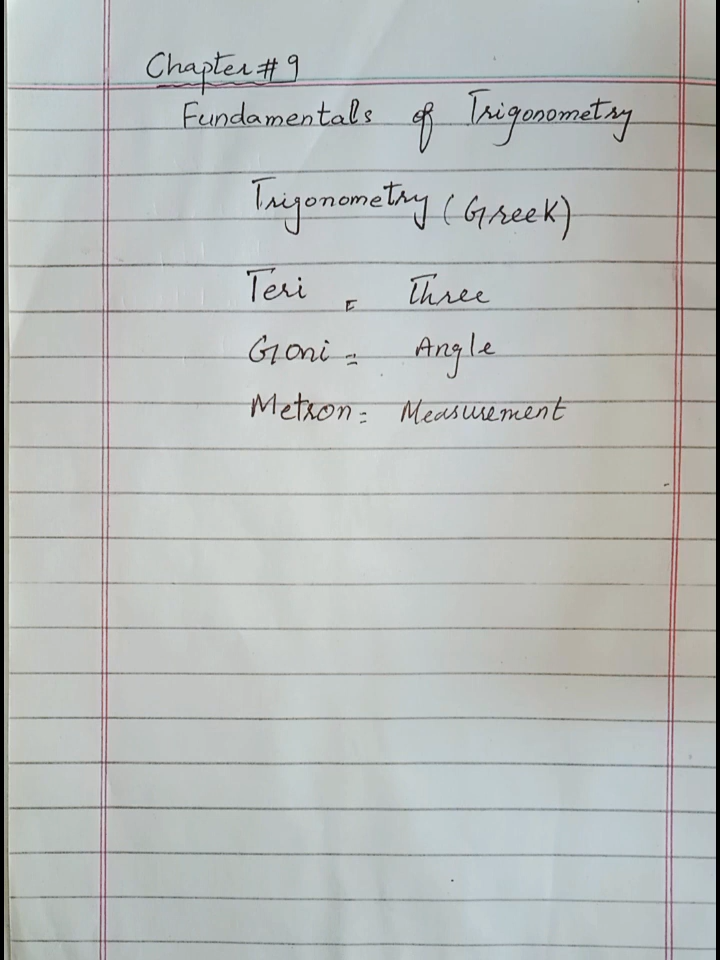 Chapter # 9
Fundamentals of Trigonometry
Trigonometry (Greek)
Teri = Three
Goni = Angle
Metron = Measurement